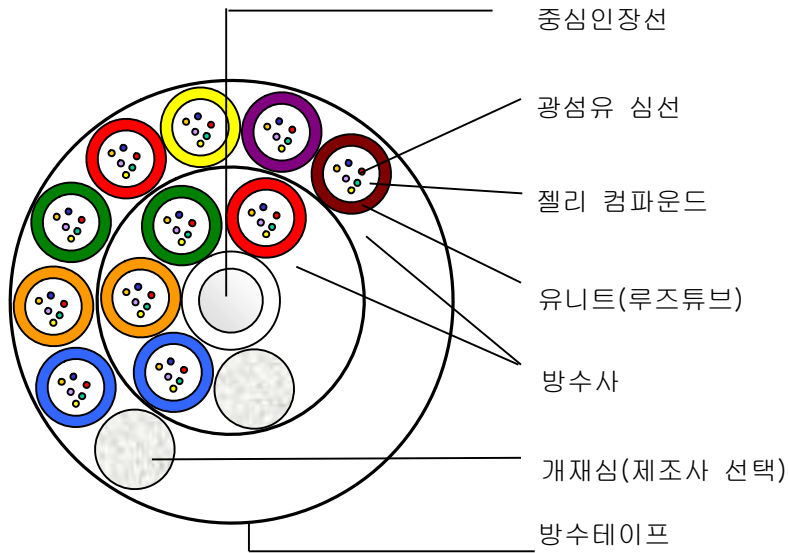 중심인장선
광섬유 심선
젤리 컴파운드
유니트(루즈튜브)
방수사
개재심(제조사 선택)
방수테이프